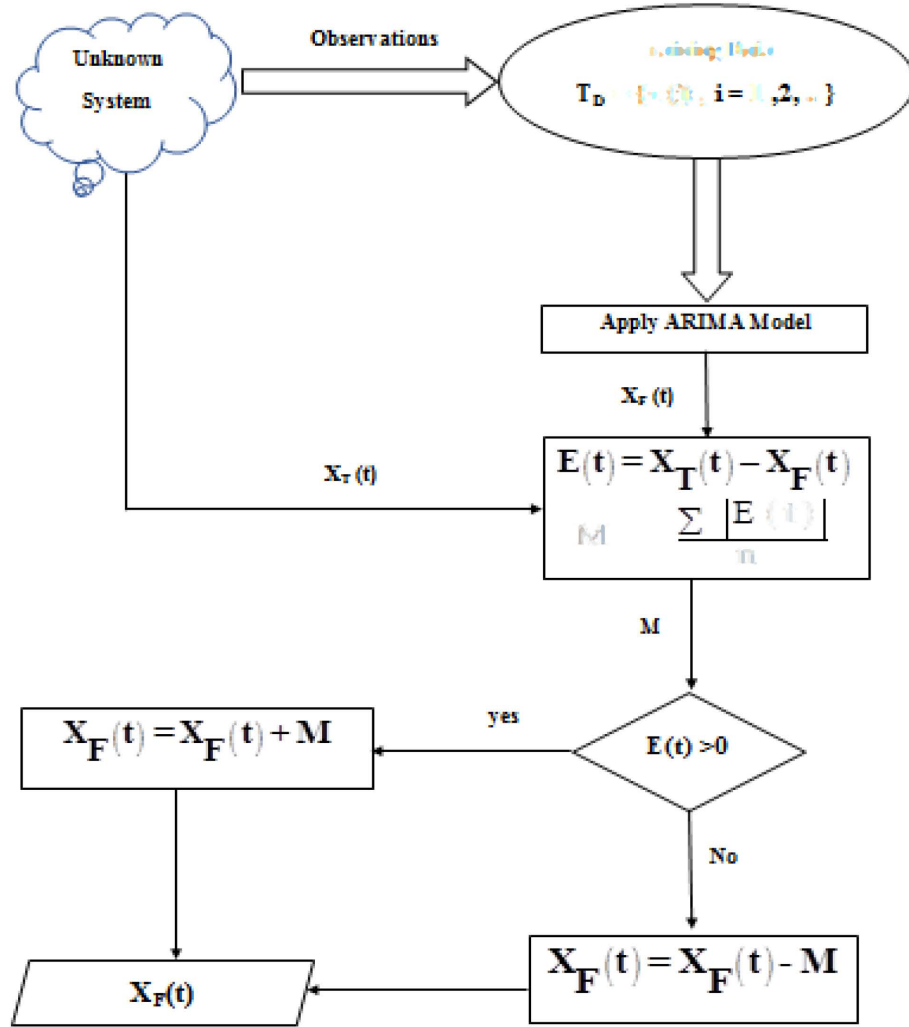 Unknown
System
Observations
T_D i = ,2, .. }
Apply ARIMA Model
X_F (t)
X_T (t)
E(t) = X_T(t) – X_F(t)
M ∑ |E (t)| / n
M
E(t) >0
yes
X_F(t) = X_F(t) + M
No
X_F(t) = X_F(t) - M
X_F(t)